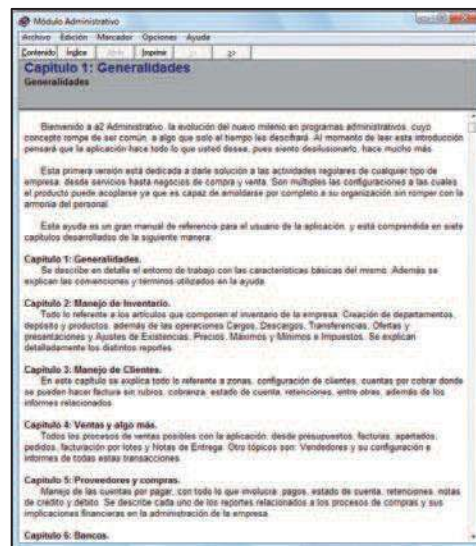 Módulo Administrativo
Archivo Edición Marcador Opciones Ayuda
Contenido Índice Atrás Imprimir << >>
Capítulo 1: Generalidades
Generalidades
Bienvenido a a2 Administrativo, la evolución del nuevo milenio en programas administrativos, cuyo
concepto rompe de ser común, a algo que solo el tiempo les descifrará. Al momento de leer esta introducción
pensará que la aplicación hace todo lo que usted desee, pues siento desilusionarlo, hace mucho más.
Esta primera versión está dedicada a darle solución a las actividades regulares de cualquier tipo de
empresa, desde servicios hasta negocios de compra y venta. Son múltiples las configuraciones a las cuales
el producto puede acoplarse ya que es capaz de amoldarse por completo a su organización sin romper con la
armonía del personal.
Esta ayuda es un gran manual de referencia para el usuario de la aplicación, y está comprendida en siete
capítulos desarrollados de la siguiente manera:
Capítulo 1: Generalidades.
Se describe en detalle el entorno de trabajo con las características básicas del mismo. Además se
explican las convenciones y términos utilizados en la ayuda.
Capítulo 2: Manejo de Inventario.
Todo lo referente a los artículos que componen el inventario de la empresa: Creación de departamentos,
depósito y productos, además de las operaciones Cargos, Descargos, Transferencias, Ofertas y
presentaciones y Ajustes de Existencias, Precios, Máximos y Mínimos e Impuestos. Se explican
detalladamente los distintos reportes.
Capítulo 3: Manejo de Clientes.
En este capítulo se explica todo lo referente a zonas, configuración de clientes, cuentas por cobrar donde
se pueden hacer factura sin rubros, cobranza, estado de cuenta, retenciones, entre otras, además de los
informes relacionados.
Capítulo 4: Ventas y algo más.
Todos los procesos de ventas posibles con la aplicación, desde presupuestos, facturas, apartados,
pedidos, facturación por lotes y Notas de Entrega. Otro tópicos son: Vendedores y su configuración e
informes de todas estas transacciones.
Capítulo 5: Proveedores y compras.
Manejo de las cuentas por pagar, con todo lo que involucra: pagos, estado de cuenta, retenciones, notas
de crédito y débito. Se describe cada uno de los reportes relacionados a los procesos de compra y sus
implicaciones financieras en la administración de la empresa.
Capítulo 6: Bancos.